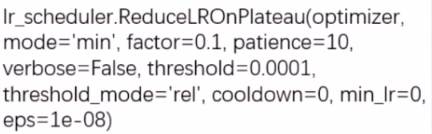 lr_scheduler.ReduceLROnPlateau(optimizer,
mode='min', factor=0.1, patience=10,
verbose=False, threshold=0.0001,
threshold_mode='rel', cooldown=0, min_lr=0,
eps=1e-08)